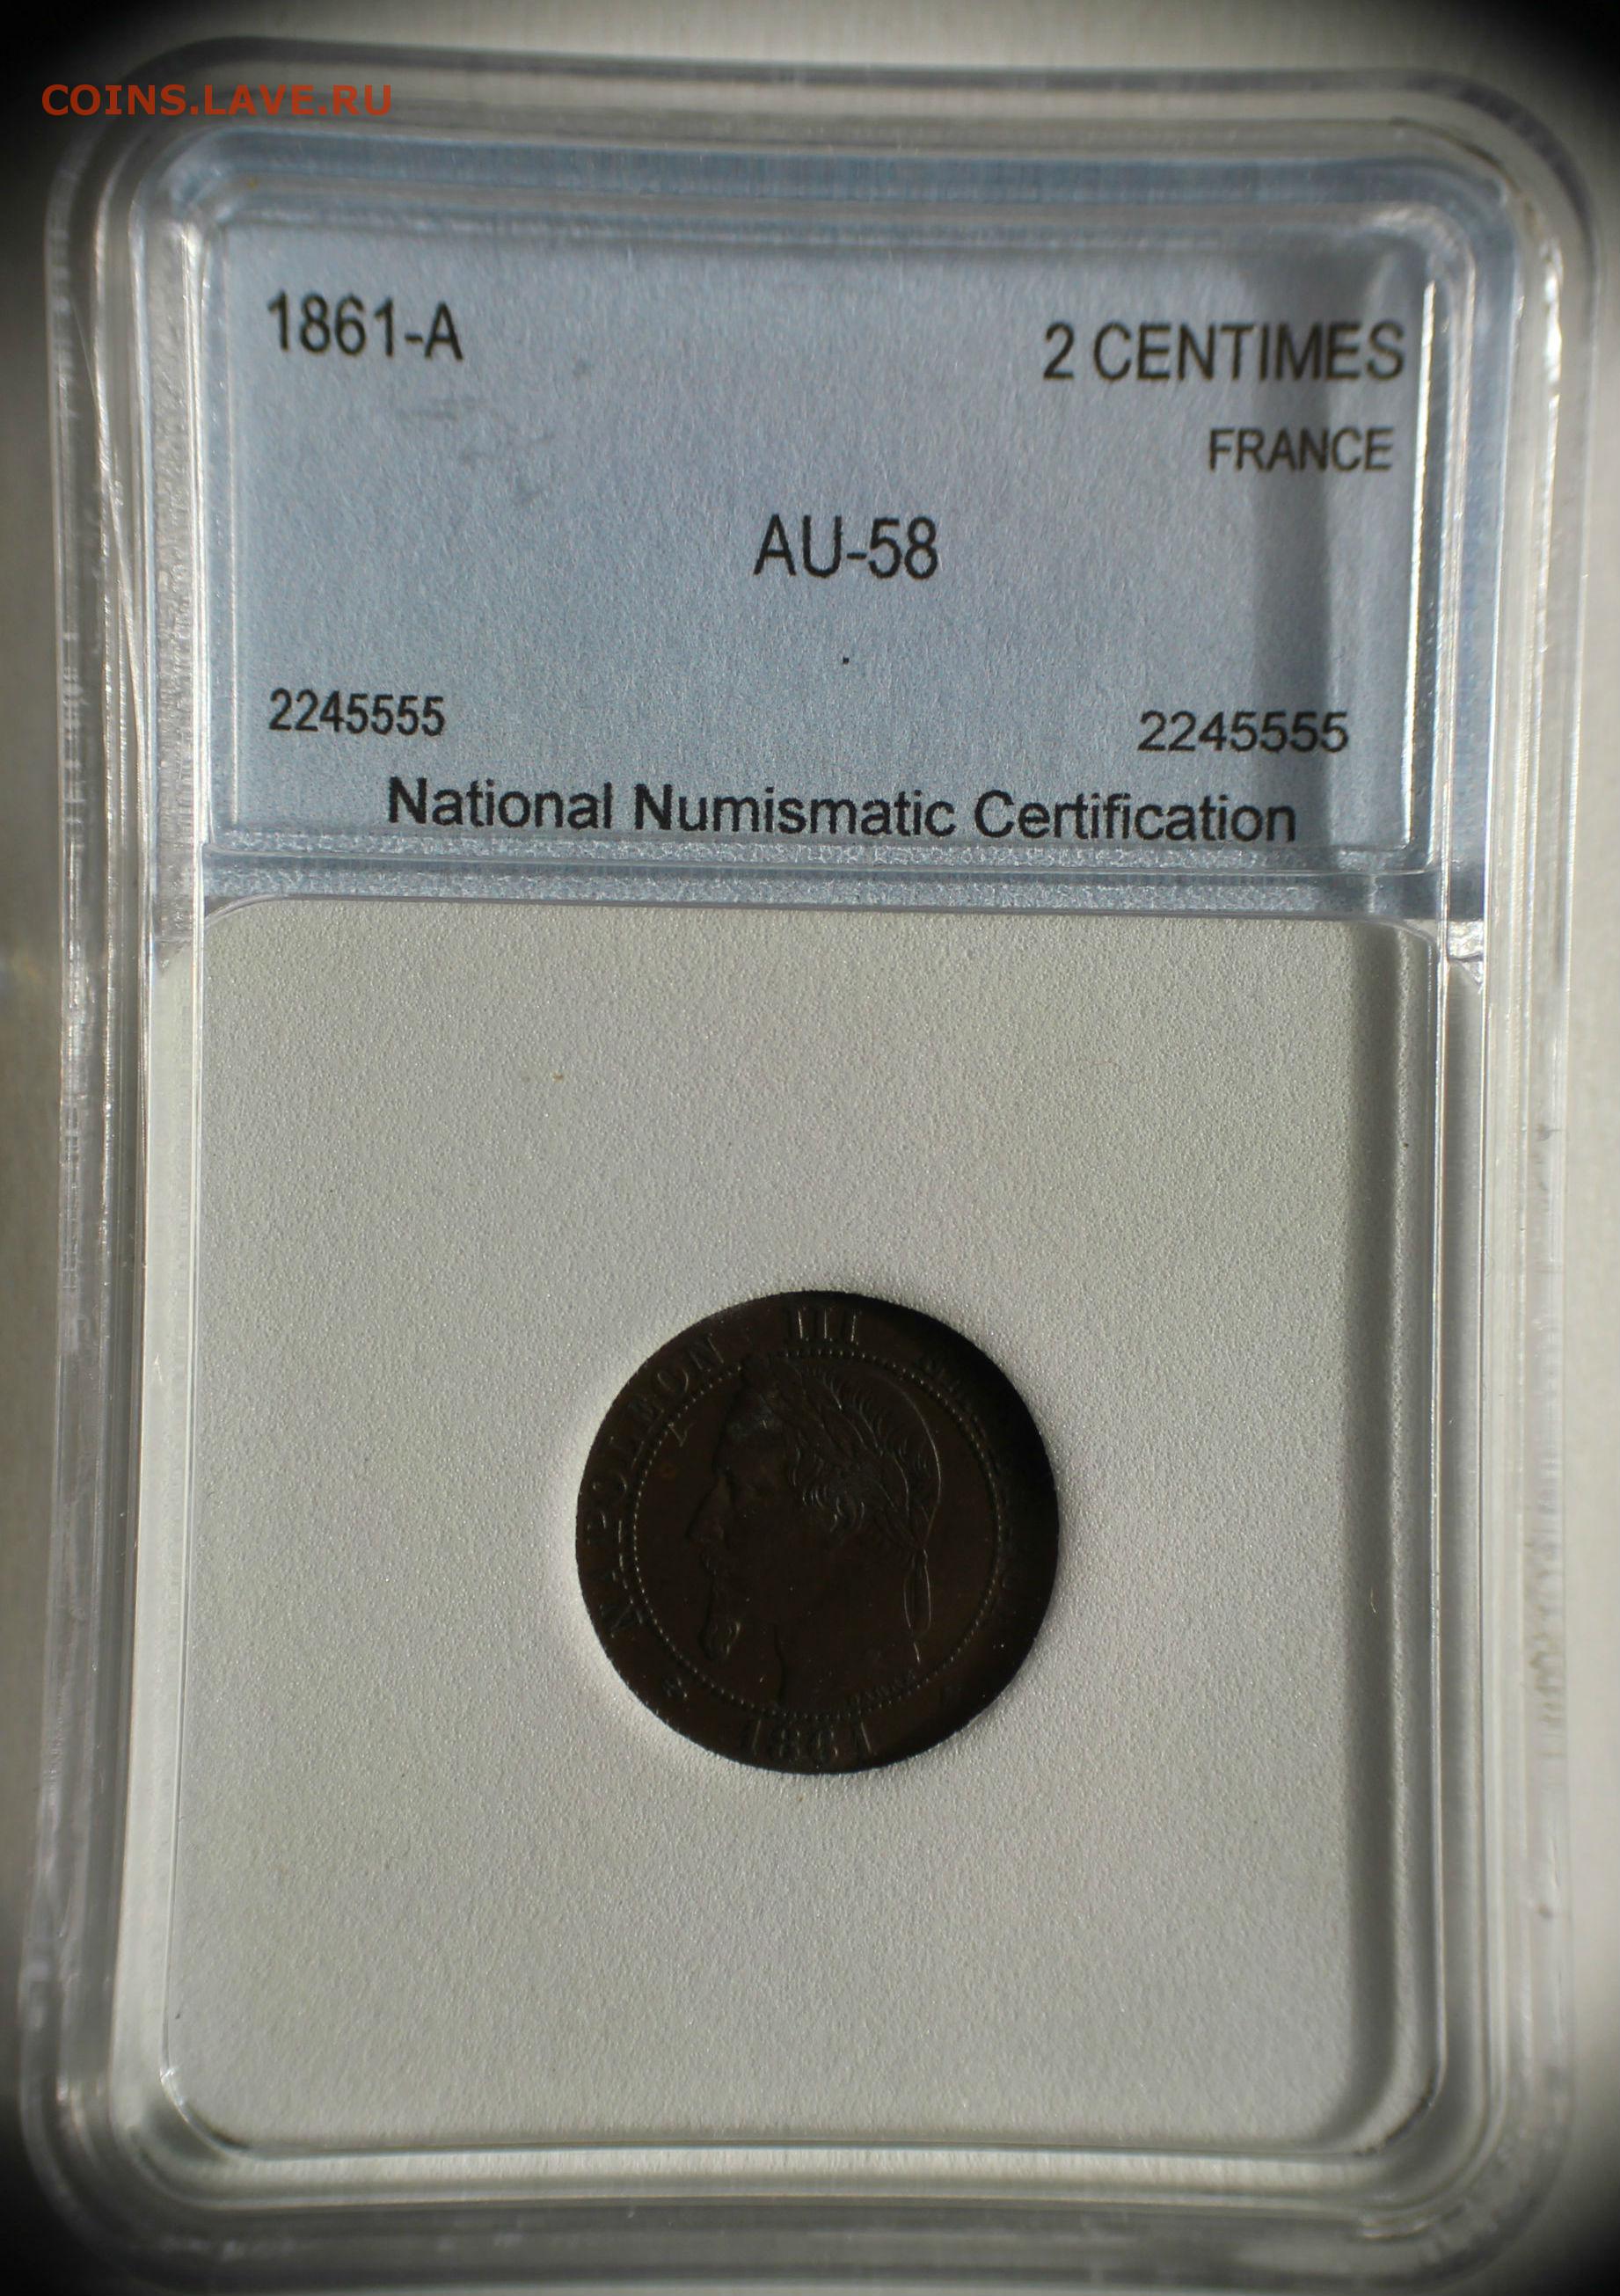 COINS.LAVE.RU
1861-A 2 CENTIMES
FRANCE
AU-58
2245555 2245555
National Numismatic Certification
NAPOLEON III
1861